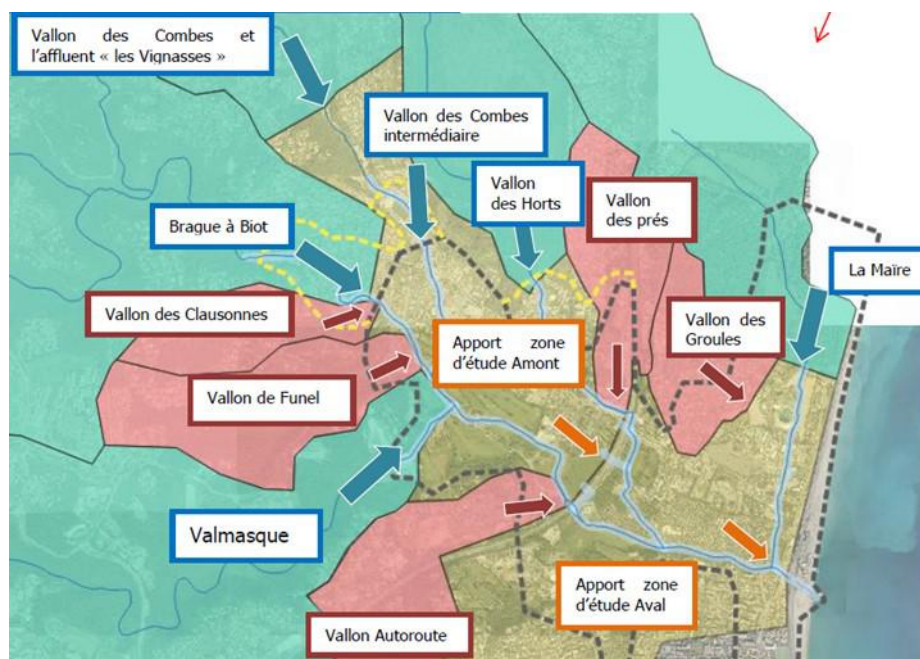 Vallon des Combes et
l'affluent « les Vignasses »
Vallon des Combes
intermédiaire
Vallon
des Horts
Vallon
des prés
Brague à Biot
La Maïre
Vallon des Clausonnes
Vallon des
Groules
Apport zone
d'étude Amont
Vallon de Funel
Valmasque
Apport zone
d'étude Aval
Vallon Autoroute